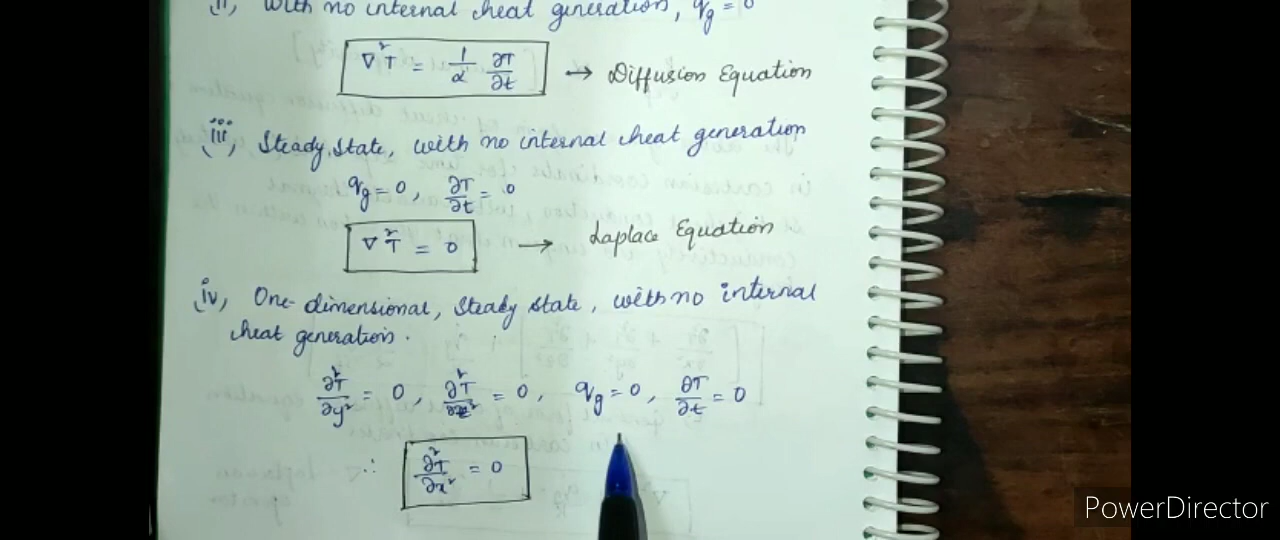 (ii) With no internal heat generation, q_g = 0
∇²T = 1/α ∂T/∂t → Diffusion Equation
(iii) Steady state, with no internal heat generation
q_g = 0, ∂T/∂t = 0
∇²T = 0 → Laplace Equation
(iv) One-dimensional, steady state, with no internal
heat generation.
∂²T/∂y² = 0, ∂²T/∂z² = 0, q_g = 0, ∂T/∂t = 0
∴ ∂²T/∂x² = 0
PowerDirector